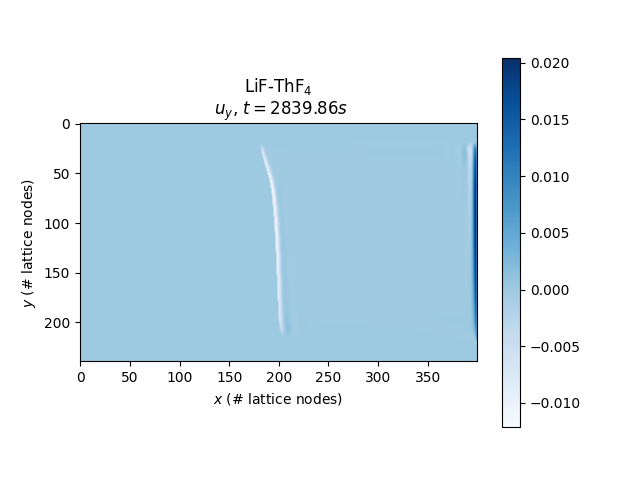 LiF-ThF₄
u_y, t = 2839.86s
0
50
100
150
200
y (# lattice nodes)
0 50 100 150 200 250 300 350
x (# lattice nodes)
0.020
0.015
0.010
0.005
0.000
−0.005
−0.010